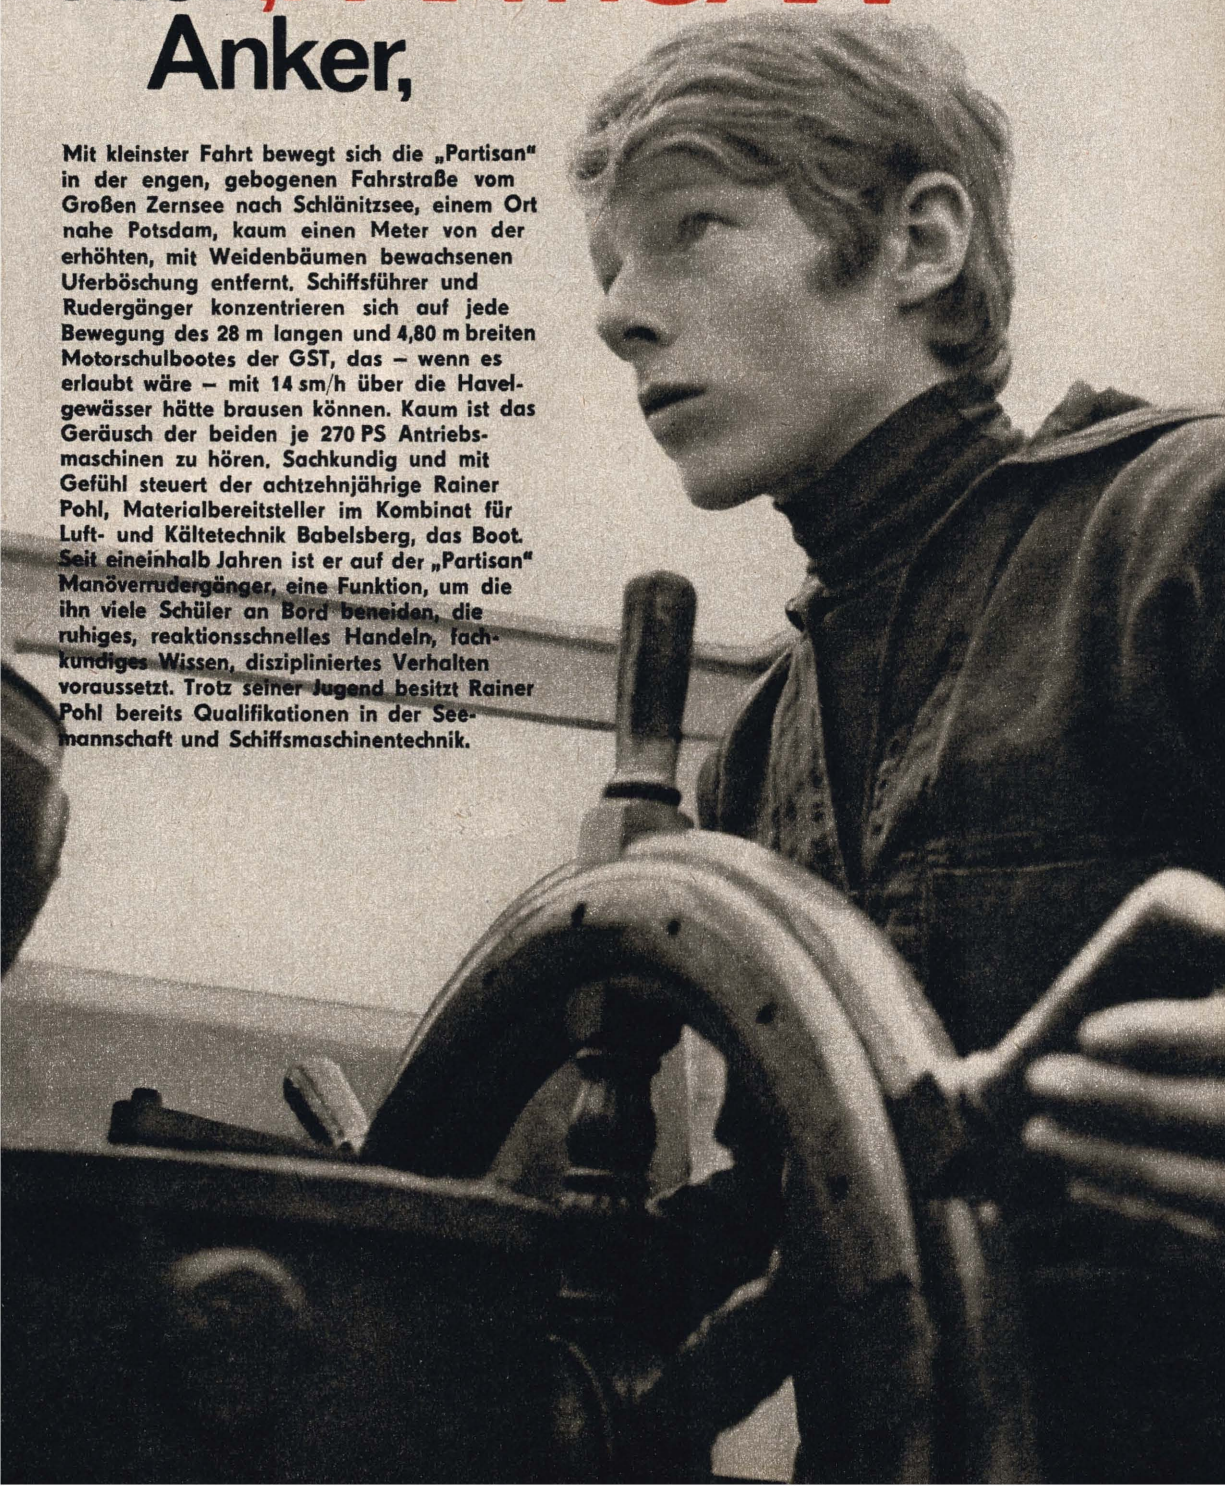 Anker,
Mit kleinster Fahrt bewegt sich die „Partisan“
in der engen, gebogenen Fahrstraße vom
Großen Zernsee nach Schlänitzsee, einem Ort
nahe Potsdam, kaum einen Meter von der
erhöhten, mit Weidenbäumen bewachsenen
Uferböschung entfernt. Schiffsführer und
Rudergänger konzentrieren sich auf jede
Bewegung des 28 m langen und 4,80 m breiten
Motorschulbootes der GST, das – wenn es
erlaubt wäre – mit 14 sm/h über die Havel-
gewässer hätte brausen können. Kaum ist das
Geräusch der beiden je 270 PS Antriebs-
maschinen zu hören. Sachkundig und mit
Gefühl steuert der achtzehnjährige Rainer
Pohl, Materialbereitsteller im Kombinat für
Luft- und Kältetechnik Babelsberg, das Boot.
Seit eineinhalb Jahren ist er auf der „Partisan“
Manöverrudergänger, eine Funktion, um die
ihn viele Schüler an Bord beneiden, die
ruhiges, reaktionsschnelles Handeln, fach-
kundiges Wissen, diszipliniertes Verhalten
voraussetzt. Trotz seiner Jugend besitzt Rainer
Pohl bereits Qualifikationen in der See-
mannschaft und Schiffsmaschinentechnik.